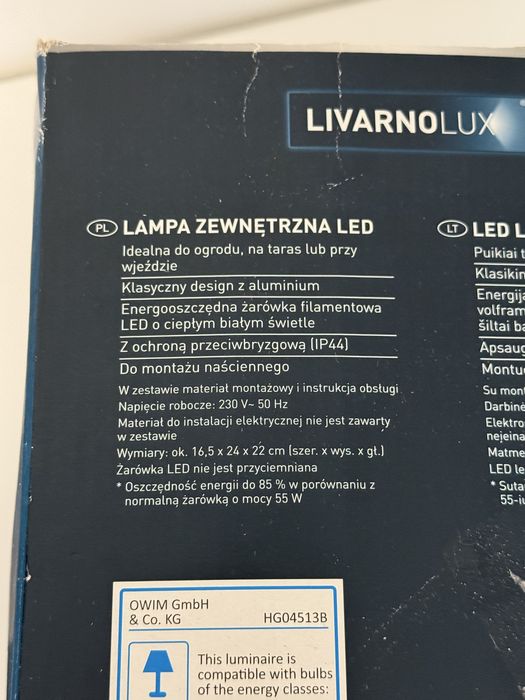 LIVARNOLUX
PL LAMPA ZEWNĘTRZNA LED
Idealna do ogrodu, na taras lub przy
wjeździe
Klasyczny design z aluminium
Energooszczędna żarówka filamentowa
LED o ciepłym białym świetle
Z ochroną przeciwbryzgową (IP44)
Do montażu naściennego
W zestawie materiał montażowy i instrukcja obsługi
Napięcie robocze: 230 V~ 50 Hz
Materiał do instalacji elektrycznej nie jest zawarty
w zestawie
Wymiary: ok. 16,5 x 24 x 22 cm (szer. x wys. x gł.)
Żarówka LED nie jest przyciemniana
* Oszczędność energii do 85 % w porównaniu z
normalną żarówką o mocy 55 W
LT LED L
Puikiai t
Klasikin
Energija
volfram
šiltai ba
Apsaug
Montu
Su mont
Darbinė
Elektro
nejeina
Matme
LED le
* Suta
55-iu
OWIM GmbH
& Co. KG
HG04513B
This luminaire is
compatible with bulbs
of the energy classes: